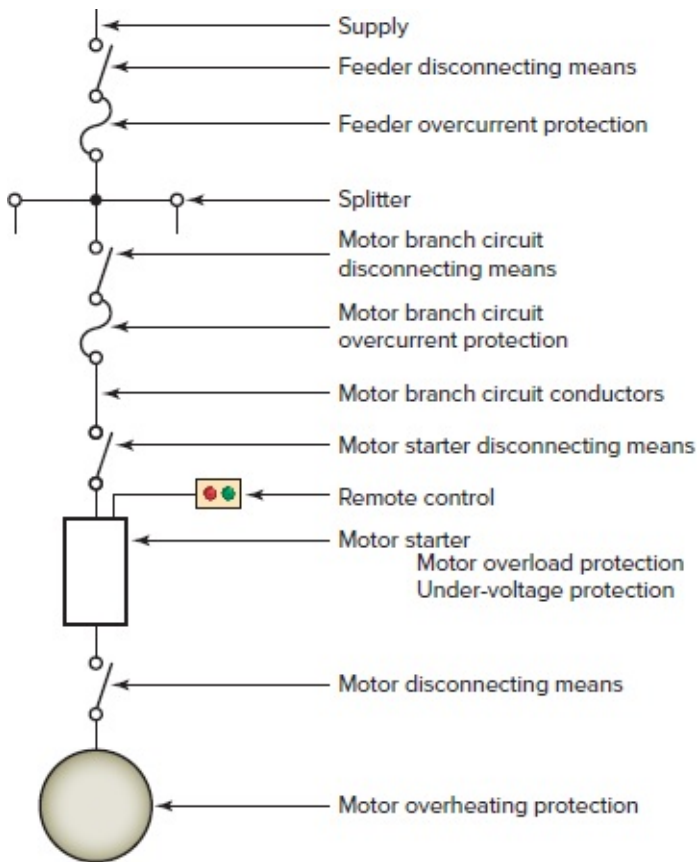 Supply
Feeder disconnecting means
Feeder overcurrent protection
Splitter
Motor branch circuit
disconnecting means
Motor branch circuit
overcurrent protection
Motor branch circuit conductors
Motor starter disconnecting means
Remote control
Motor starter
Motor overload protection
Under-voltage protection
Motor disconnecting means
Motor overheating protection